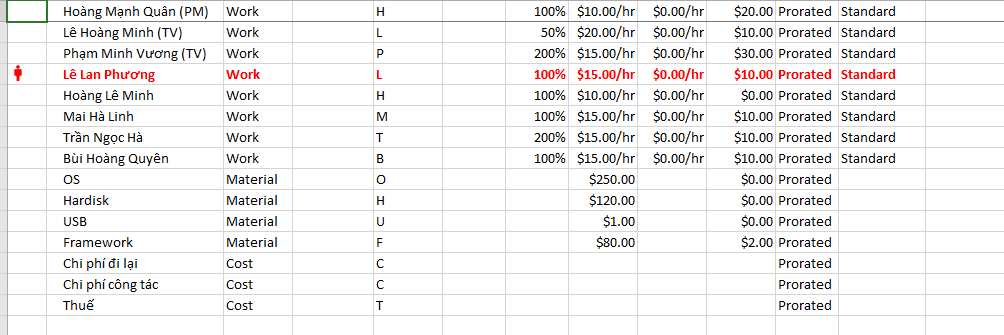 Hoàng Mạnh Quân (PM) Work H 100% $10.00/hr $0.00/hr $20.00 Prorated Standard
Lê Hoàng Minh (TV) Work L 50% $20.00/hr $0.00/hr $10.00 Prorated Standard
Phạm Minh Vương (TV) Work P 200% $15.00/hr $0.00/hr $30.00 Prorated Standard
Lê Lan Phương Work L 100% $15.00/hr $0.00/hr $10.00 Prorated Standard
Hoàng Lê Minh Work H 100% $10.00/hr $0.00/hr $0.00 Prorated Standard
Mai Hà Linh Work M 100% $15.00/hr $0.00/hr $10.00 Prorated Standard
Trần Ngọc Hà Work T 200% $15.00/hr $0.00/hr $10.00 Prorated Standard
Bùi Hoàng Quyên Work B 100% $15.00/hr $0.00/hr $10.00 Prorated Standard
OS Material O $250.00 $0.00 Prorated
Hardisk Material H $120.00 $0.00 Prorated
USB Material U $1.00 $0.00 Prorated
Framework Material F $80.00 $2.00 Prorated
Chi phí đi lại Cost C Prorated
Chi phí công tác Cost C Prorated
Thuế Cost T Prorated